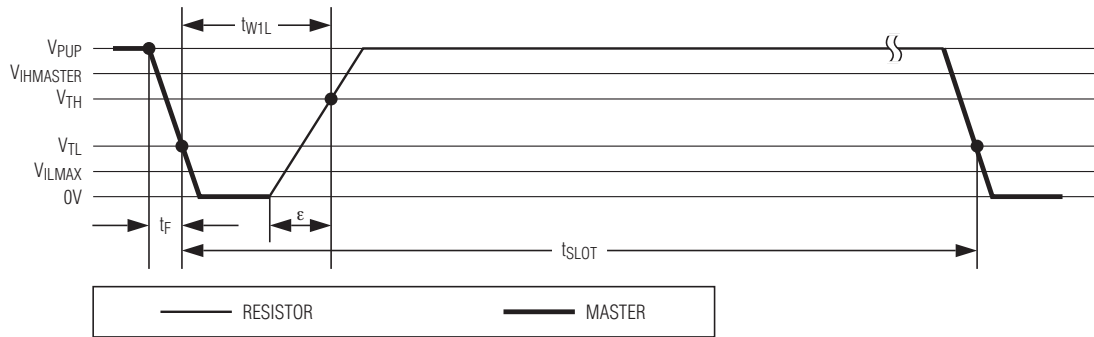 tW1L
VPUP
VIHMASTER
VTH
VTL
VILMAX
0V
tF
ε
tSLOT
RESISTOR
MASTER